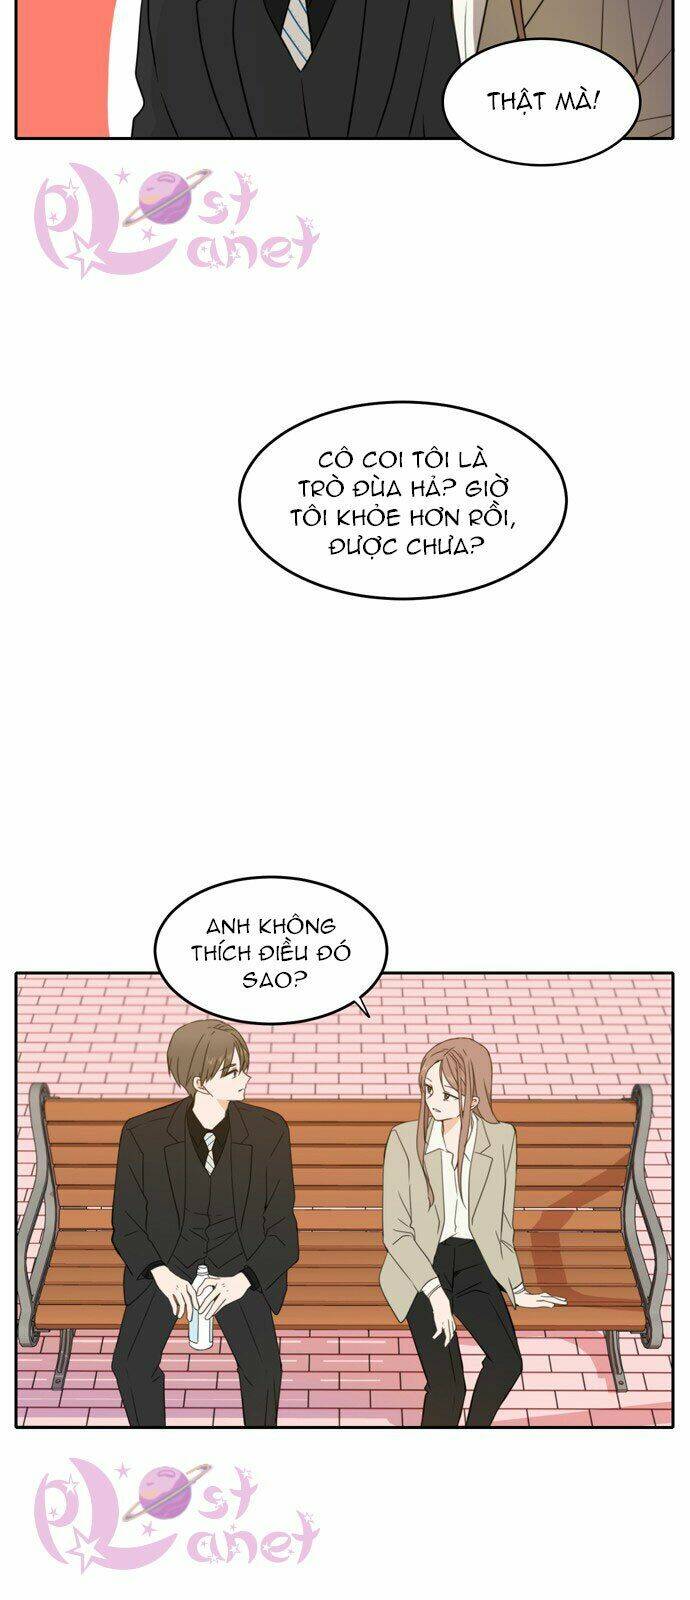 THẬT MÀ!
Lost
Planet
CÔ COI TÔI LÀ
TRÒ ĐÙA HẢ? GIỜ
TÔI KHỎE HƠN RỒI,
ĐƯỢC CHƯA?
ANH KHÔNG
THÍCH ĐIỀU ĐÓ
SAO?
Lost
Planet